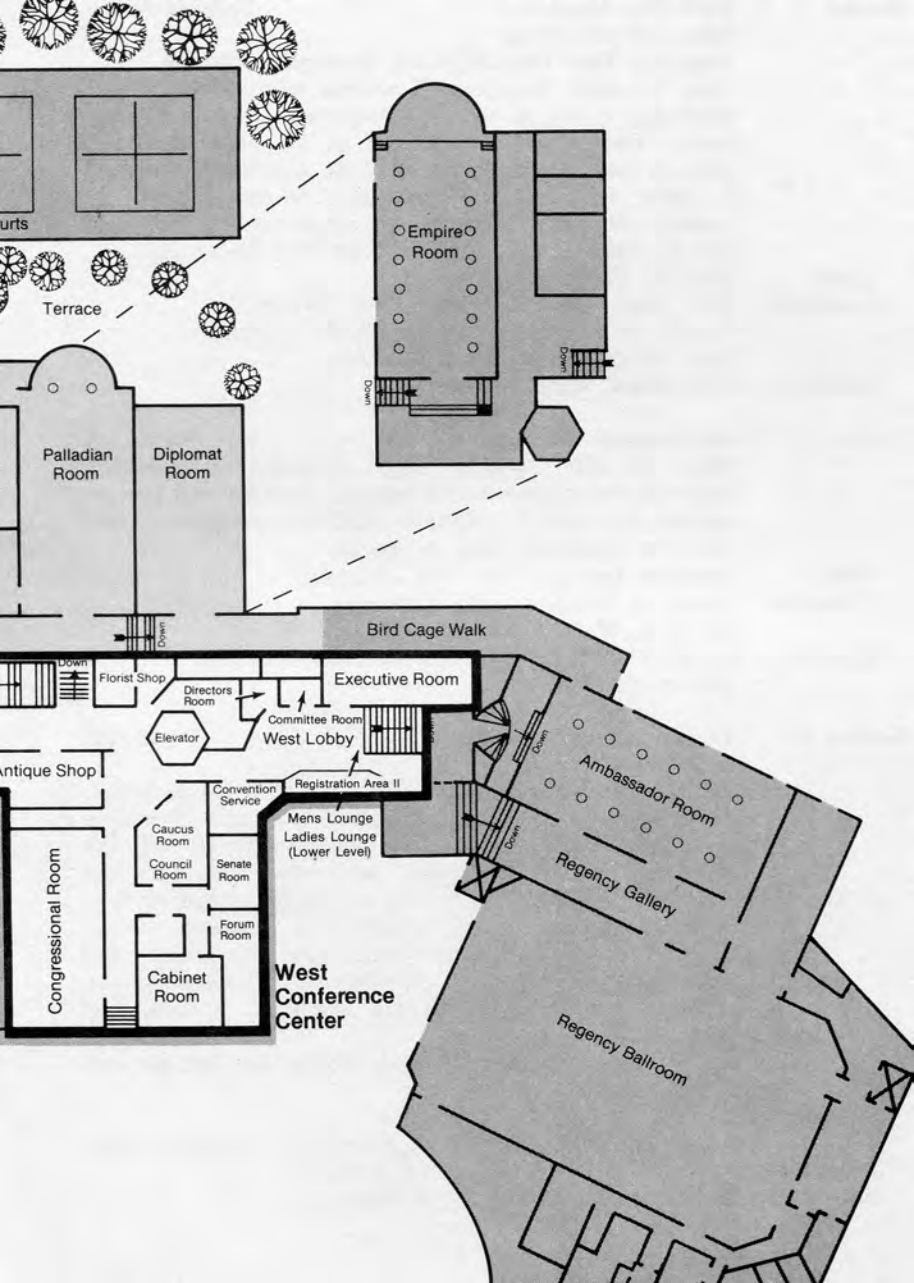 urts
Terrace
Empire
Room
Down
Down
Palladian
Room
Diplomat
Room
Down
Bird Cage Walk
Down
Florist Shop
Directors
Room
Executive Room
Committee Room
Elevator
West Lobby
Down
Down
Ambassador Room
Antique Shop
Convention
Service
Registration Area II
Mens Lounge
Ladies Lounge
(Lower Level)
Down
Caucus
Room
Council
Room
Senate
Room
Regency Gallery
Congressional Room
Forum
Room
Cabinet
Room
West
Conference
Center
Regency Ballroom